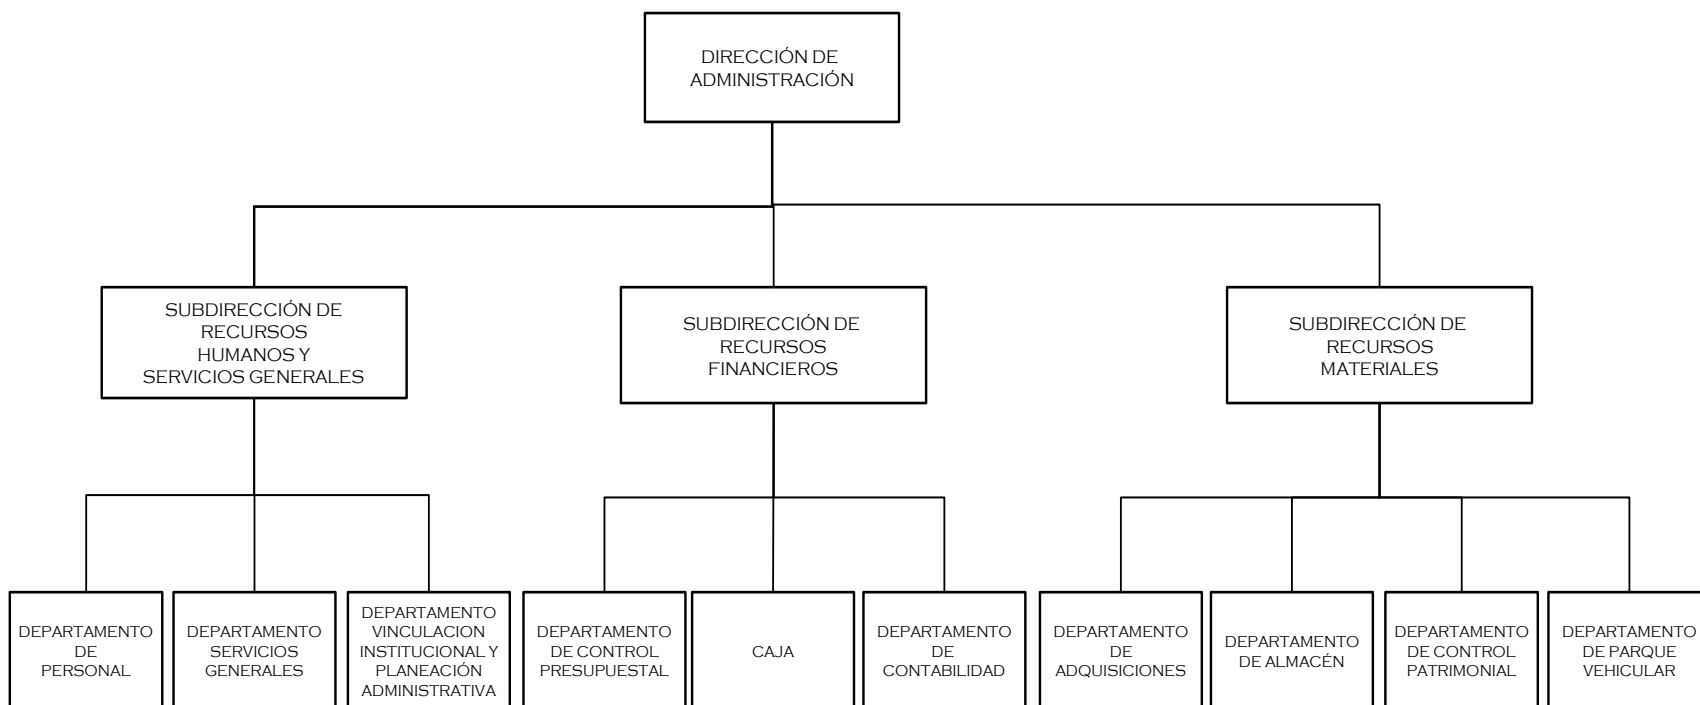 DIRECCIÓN DE
ADMINISTRACIÓN
SUBDIRECCIÓN DE
RECURSOS
HUMANOS Y
SERVICIOS GENERALES
SUBDIRECCIÓN DE
RECURSOS
FINANCIEROS
SUBDIRECCIÓN DE
RECURSOS
MATERIALES
DEPARTAMENTO
DE
PERSONAL
DEPARTAMENTO
SERVICIOS
GENERALES
DEPARTAMENTO
VINCULACION
INSTITUCIONAL Y
PLANEACIÓN
ADMINISTRATIVA
DEPARTAMENTO
DE CONTROL
PRESUPUESTAL
CAJA
DEPARTAMENTO
DE
CONTABILIDAD
DEPARTAMENTO
DE
ADQUISICIONES
DEPARTAMENTO
DE ALMACÉN
DEPARTAMENTO
DE CONTROL
PATRIMONIAL
DEPARTAMENTO
DE PARQUE
VEHICULAR